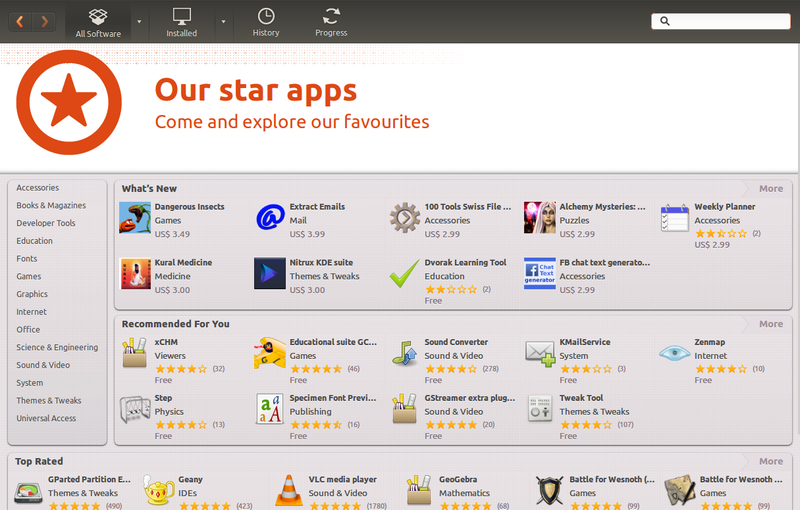 All Software
Installed
History
Progress
Our star apps
Come and explore our favourites
Accessories
Books & Magazines
Developer Tools
Education
Fonts
Games
Graphics
Internet
Office
Science & Engineering
Sound & Video
System
Themes & Tweaks
Universal Access
What's New
More
Dangerous Insects
Games
US$ 3.49
Extract Emails
Mail
US$ 3.99
100 Tools Swiss File ...
Accessories
US$ 2.99
Alchemy Mysteries: ...
Puzzles
US$ 2.99
Weekly Planner
Accessories
(2)
US$ 2.99
Kural Medicine
Medicine
US$ 3.00
Nitrux KDE suite
Themes & Tweaks
US$ 3.00
Dvorak Learning Tool
Education
(2)
Free
FB Chat Text generator
FB chat text generato...
Accessories
US$ 2.99
Recommended For You
More
xCHM
Viewers
(32)
Free
Educational suite GC...
Games
(46)
Free
Sound Converter
Sound & Video
(278)
Free
KMailService
System
(3)
Free
Zenmap
Internet
(10)
Free
Step
Physics
(13)
Free
Specimen Font Previ...
Publishing
(16)
Free
GStreamer extra plug...
Sound & Video
(20)
Free
Tweak Tool
Themes & Tweaks
(107)
Free
Top Rated
More
GParted Partition E...
Themes & Tweaks
(490)
Geany
IDEs
(423)
VLC media player
Sound & Video
(1780)
GeoGebra
Mathematics
(68)
Battle for Wesnoth (...
Games
(99)
Battle for Wesnoth ...
Games
(99)